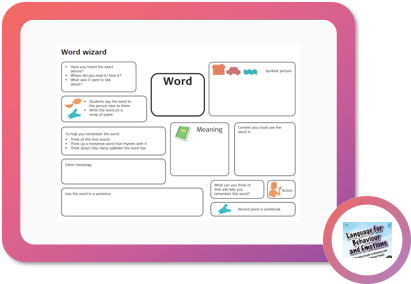 Word wizard
• Have you heard the word
before?
• Where did you read it/ hear it?
• What was it used to talk
about?
Word
Symbol/ picture
• Students say the word to
the person next to them
• Write the word on a
scrap of paper
To help you remember the word:
• Think of the first sound
• Think up a nonsense word that rhymes with it
• Think about how many syllables the word has
Meaning
Context you could use the
word in
Other meanings
What can you think of
that will help you
remember this word?
Action
Use the word in a sentence
Record word in workbook
Language for
Behaviour
and Emotions